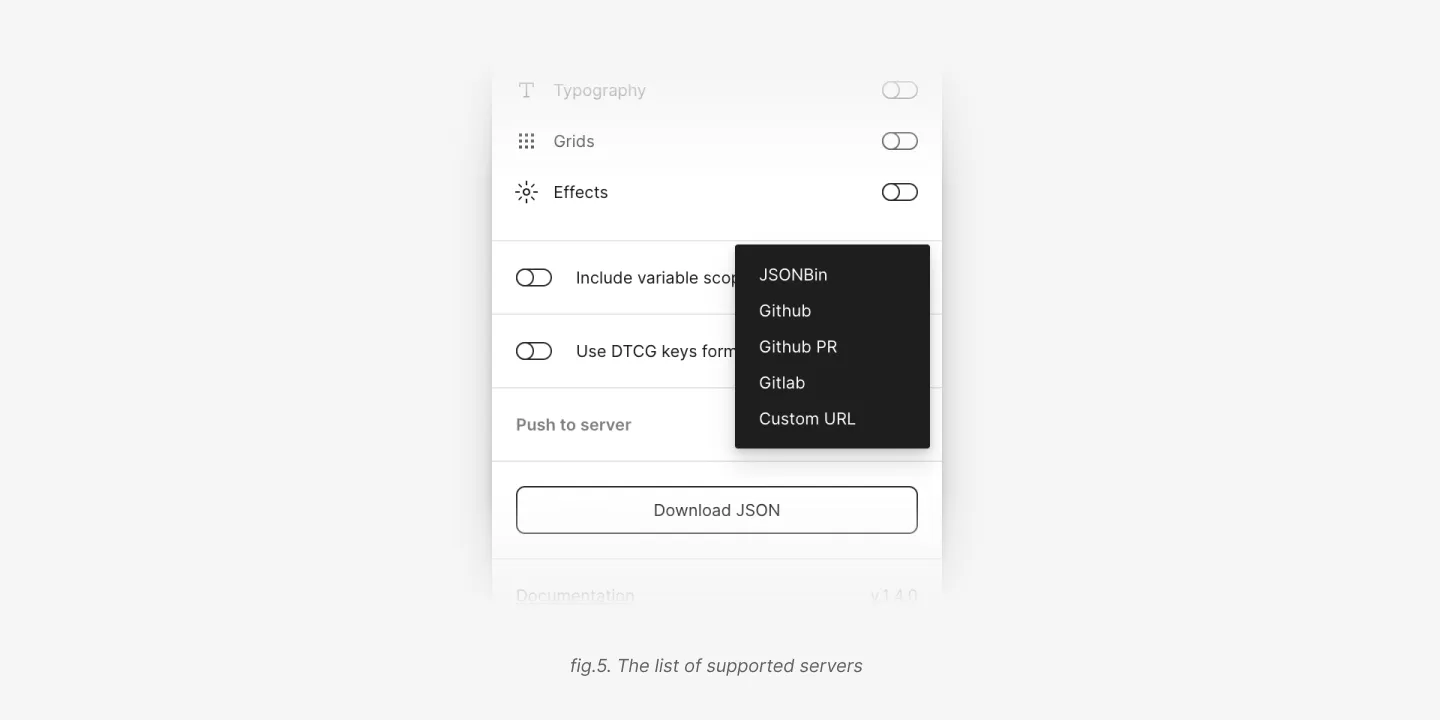 Typography
Grids
Effects
Include variable scop
Use DTCG keys form
JSONBin
Github
Github PR
Gitlab
Custom URL
Push to server
Download JSON
Documentation
v.1.4.0
fig.5. The list of supported servers